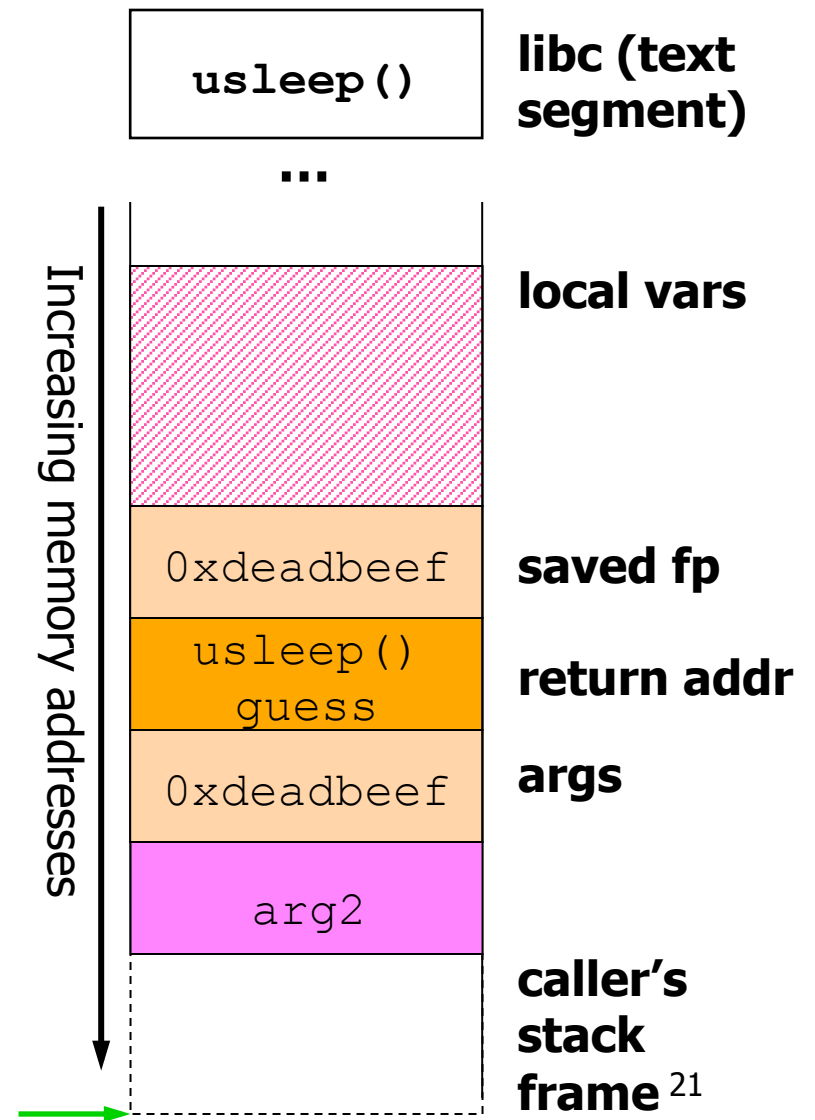 usleep()
libc (text
segment)
...
Increasing memory addresses
local vars
0xdeadbeef
saved fp
usleep()
guess
return addr
0xdeadbeef
args
arg2
caller’s
stack
frame 21